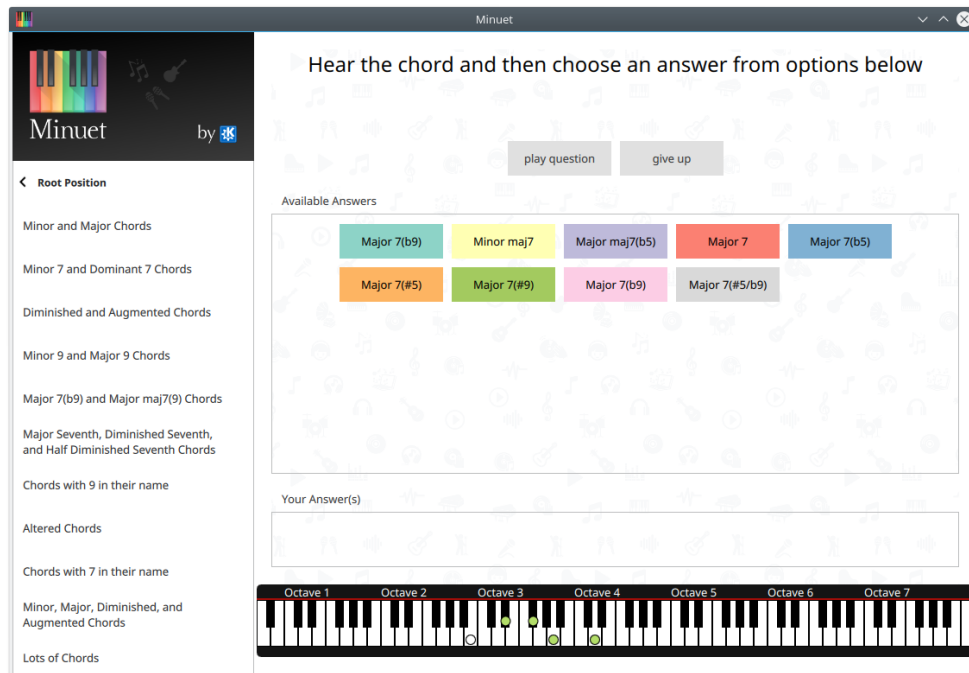 Minuet
Minuet
by
Root Position
Minor and Major Chords
Minor 7 and Dominant 7 Chords
Diminished and Augmented Chords
Minor 9 and Major 9 Chords
Major 7(b9) and Major maj7(9) Chords
Major Seventh, Diminished Seventh,
and Half Diminished Seventh Chords
Chords with 9 in their name
Altered Chords
Chords with 7 in their name
Minor, Major, Diminished, and
Augmented Chords
Lots of Chords
Hear the chord and then choose an answer from options below
play question
give up
Available Answers
Major 7(b9)
Minor maj7
Major maj7(b5)
Major 7
Major 7(b5)
Major 7(#5)
Major 7(#9)
Major 7(b9)
Major 7(#5/b9)
Your Answer(s)
Octave 1
Octave 2
Octave 3
Octave 4
Octave 5
Octave 6
Octave 7